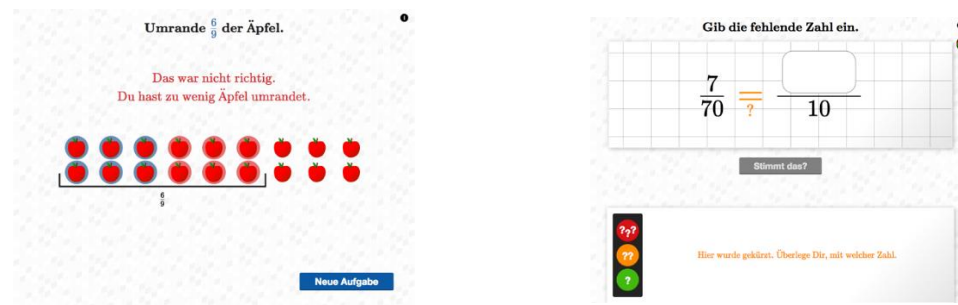 Umrande 6/9 der Äpfel.
Das war nicht richtig.
Du hast zu wenig Äpfel umrandet.
6/9
Neue Aufgabe
Gib die fehlende Zahl ein.
7/70 = /10
?
Stimmt das?
???
??
?
Hier wurde gekürzt. Überlege Dir, mit welcher Zahl.